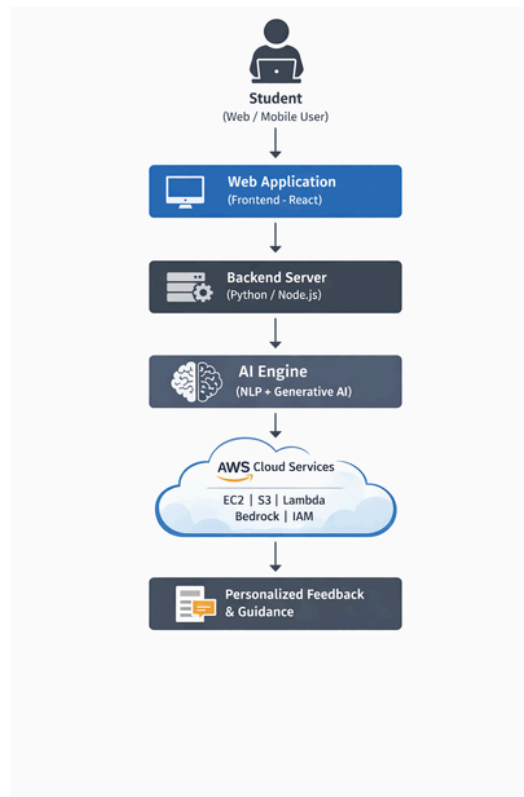 Student
(Web / Mobile User)
Web Application
(Frontend - React)
Backend Server
(Python / Node.js)
AI Engine
(NLP + Generative AI)
AWS Cloud Services
EC2 | S3 | Lambda
Bedrock | IAM
Personalized Feedback
& Guidance